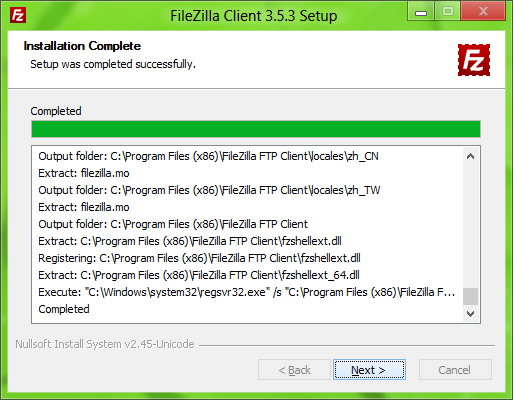 FileZilla Client 3.5.3 Setup
Installation Complete
Setup was completed successfully.
Fz
Completed
Output folder: C:\Program Files (x86)\FileZilla FTP Client\locales\zh_CN
Extract: filezilla.mo
Output folder: C:\Program Files (x86)\FileZilla FTP Client\locales\zh_TW
Extract: filezilla.mo
Output folder: C:\Program Files (x86)\FileZilla FTP Client
Extract: C:\Program Files (x86)\FileZilla FTP Client\fzshellext.dll
Registering: C:\Program Files (x86)\FileZilla FTP Client\fzshellext.dll
Extract: C:\Program Files (x86)\FileZilla FTP Client\fzshellext_64.dll
Execute: "C:\Windows\system32\regsvr32.exe" /s "C:\Program Files (x86)\FileZilla F...
Completed
Nullsoft Install System v2.45-Unicode
< Back Next > Cancel